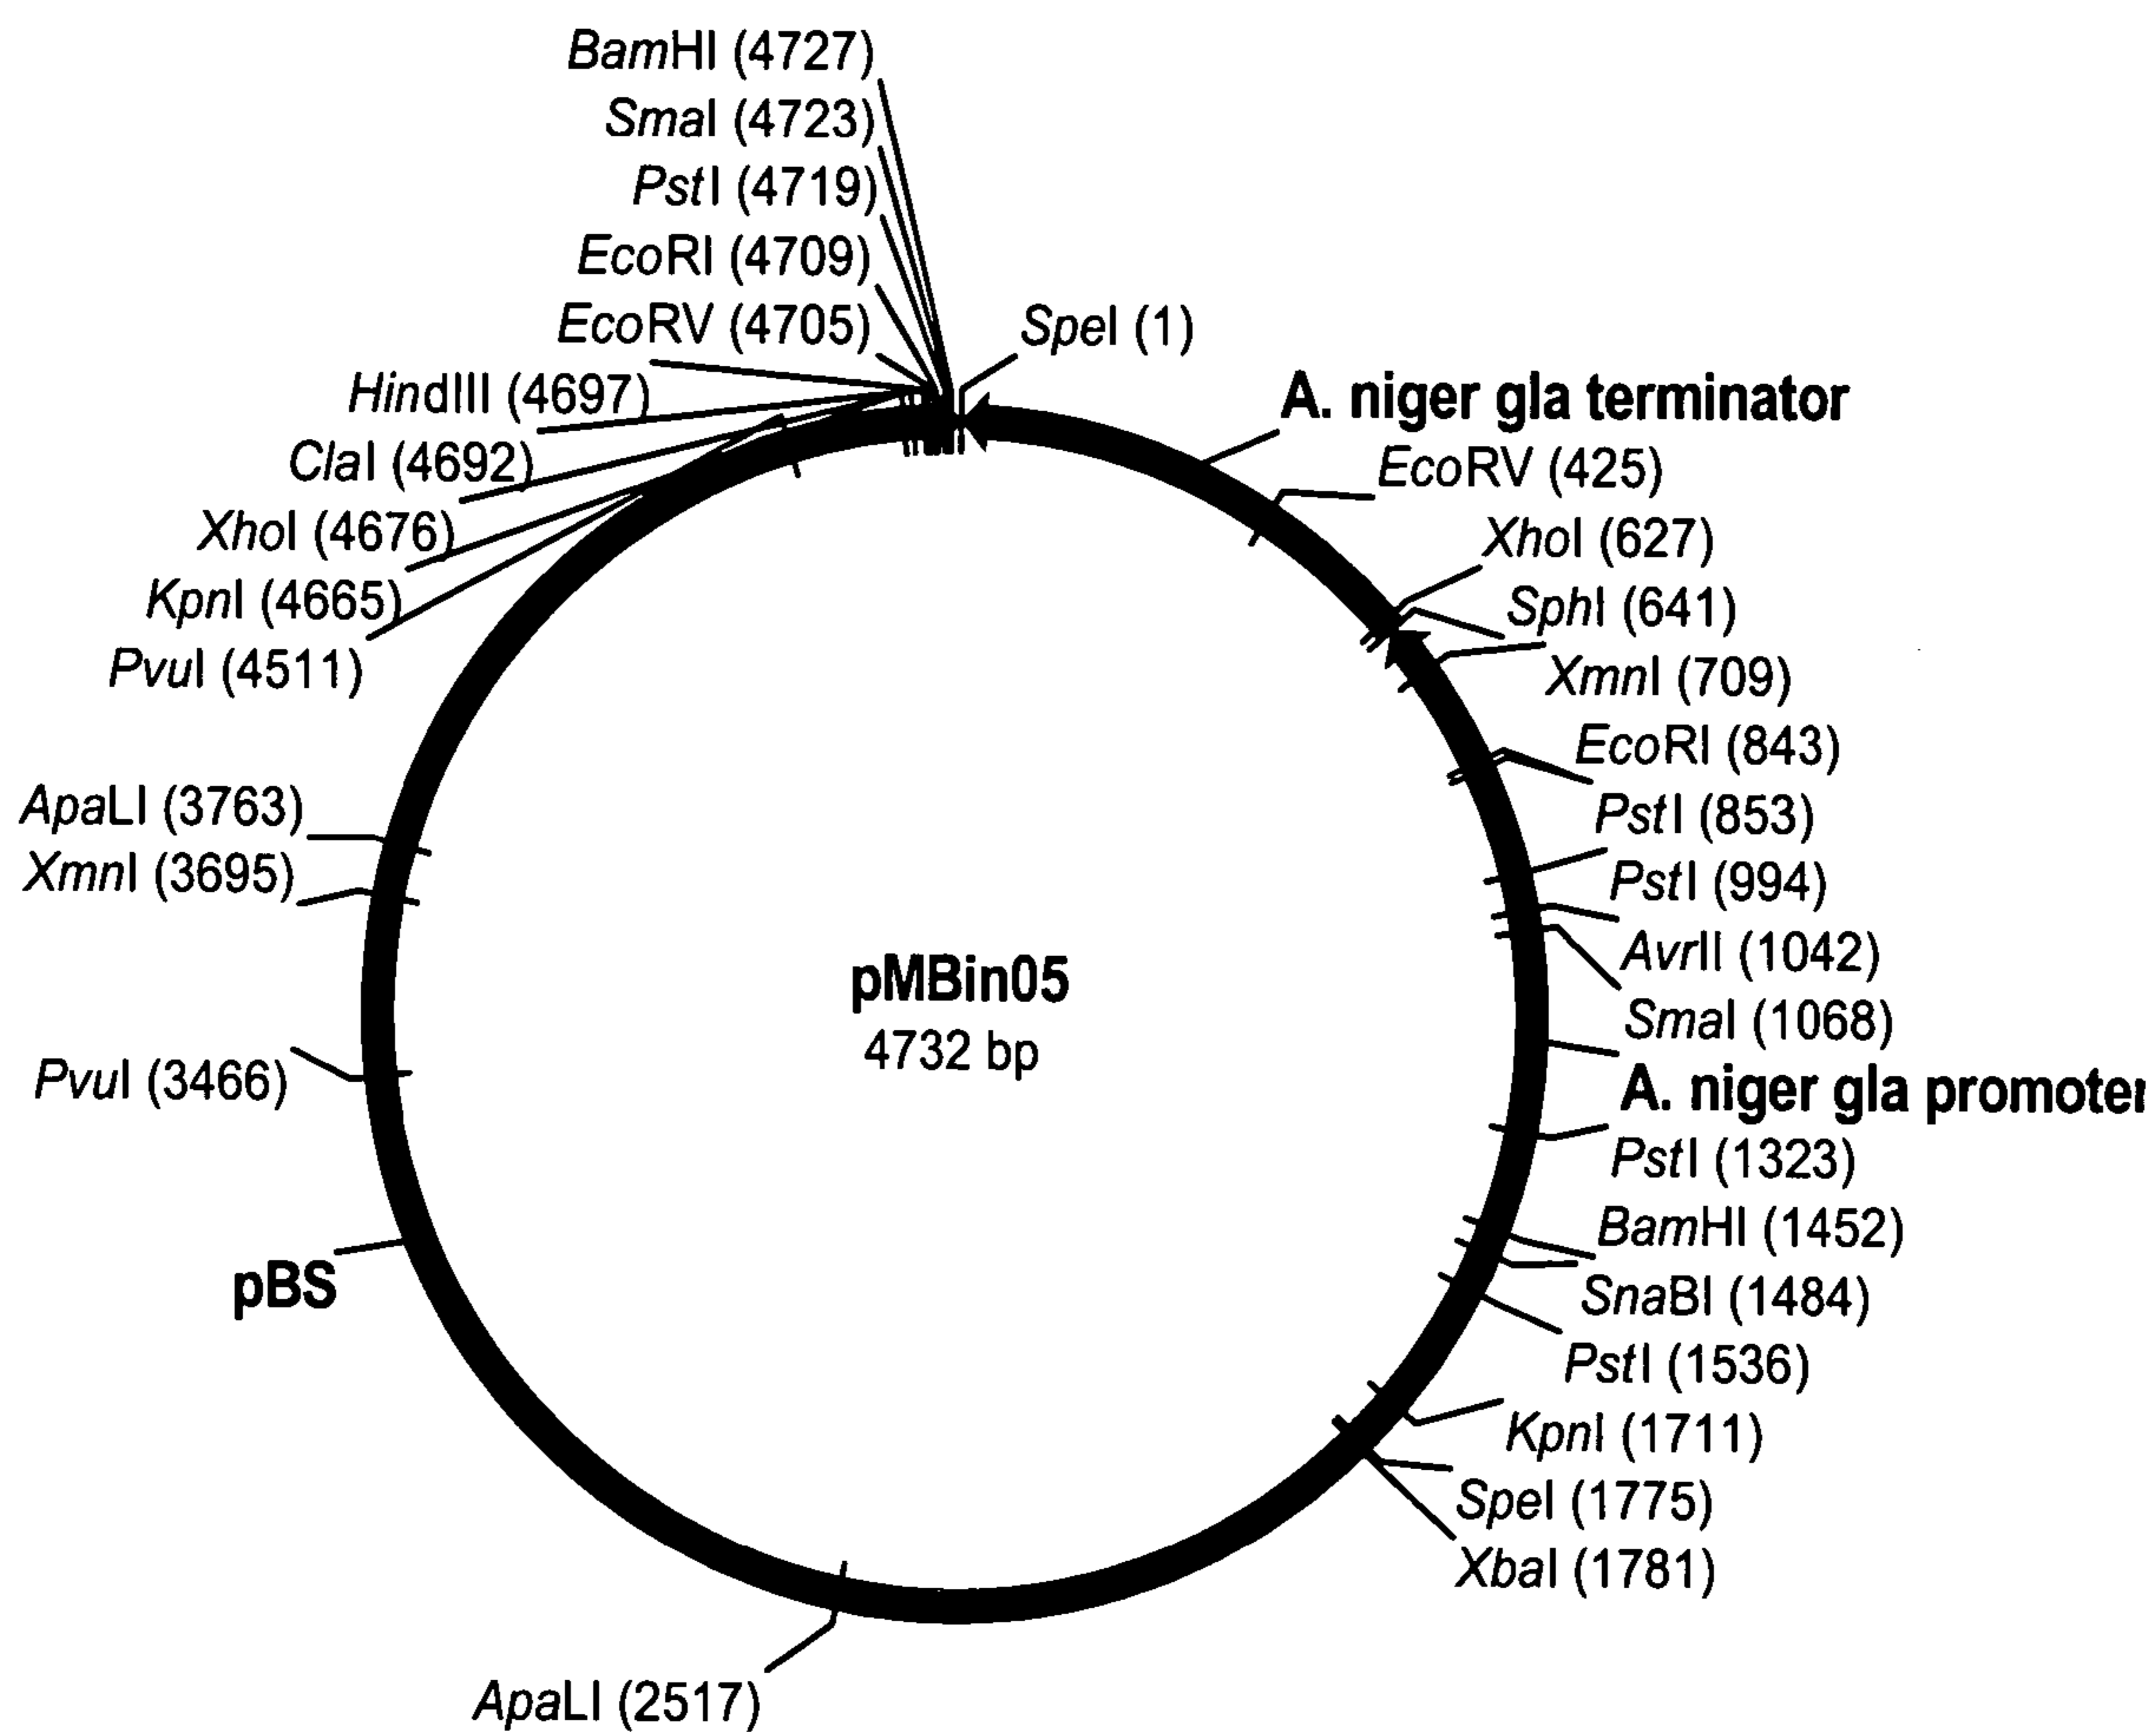 BamHI (4727)
SmaI (4723)
PstI (4719)
EcoRI (4709)
EcoRV (4705)
HindIII (4697)
ClaI (4692)
XhoI (4676)
KpnI (4665)
PvuI (4511)
ApaLI (3763)
XmnI (3695)
PvuI (3466)
pBS
ApaLI (2517)
SpeI (1)
A. niger gla terminator
EcoRV (425)
XhoI (627)
SphI (641)
XmnI (709)
EcoRI (843)
PstI (853)
PstI (994)
AvrII (1042)
SmaI (1068)
A. niger gla promoter
PstI (1323)
BamHI (1452)
SnaBI (1484)
PstI (1536)
KpnI (1711)
SpeI (1775)
XbaI (1781)
pMBin05
4732 bp